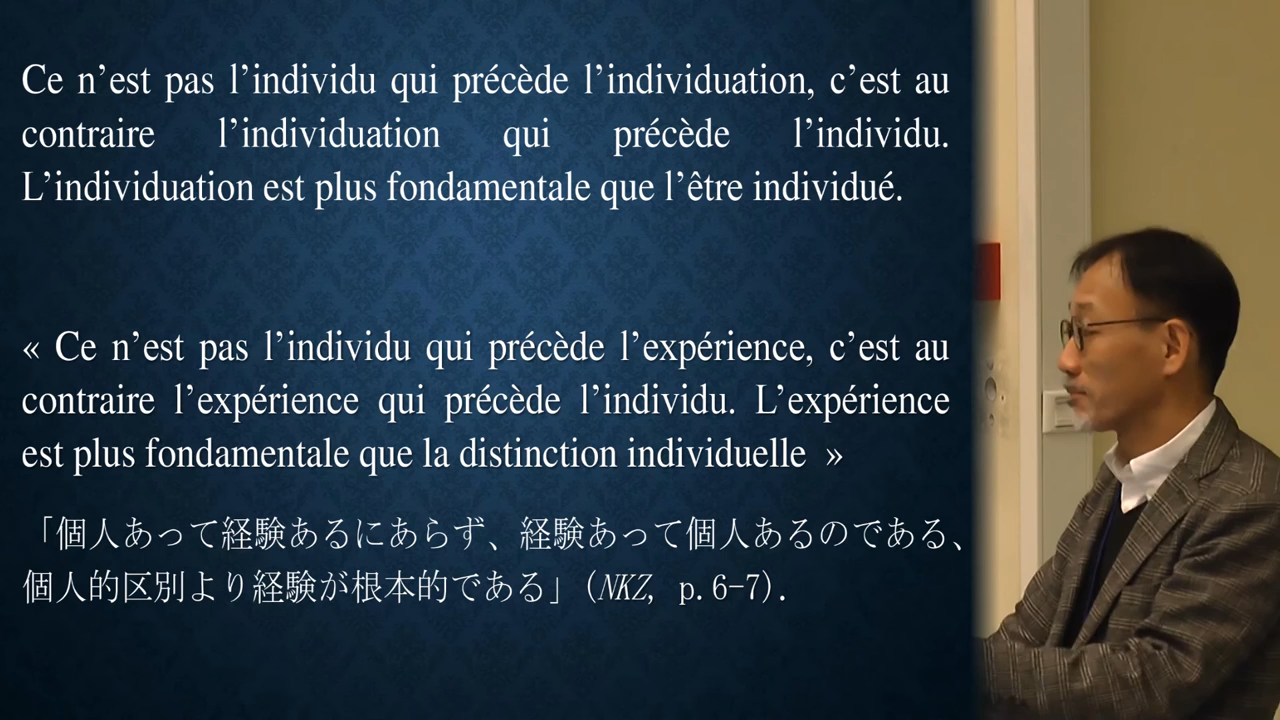 Ce n’est pas l’individu qui précède l’individuation, c’est au
contraire l’individuation qui précède l’individu.
L’individuation est plus fondamentale que l’être individué.
« Ce n’est pas l’individu qui précède l’expérience, c’est au
contraire l’expérience qui précède l’individu. L’expérience
est plus fondamentale que la distinction individuelle »
「個人あって経験あるにあらず、経験あって個人あるのである、
個人的区別より経験が根本的である」(NKZ, p. 6-7).